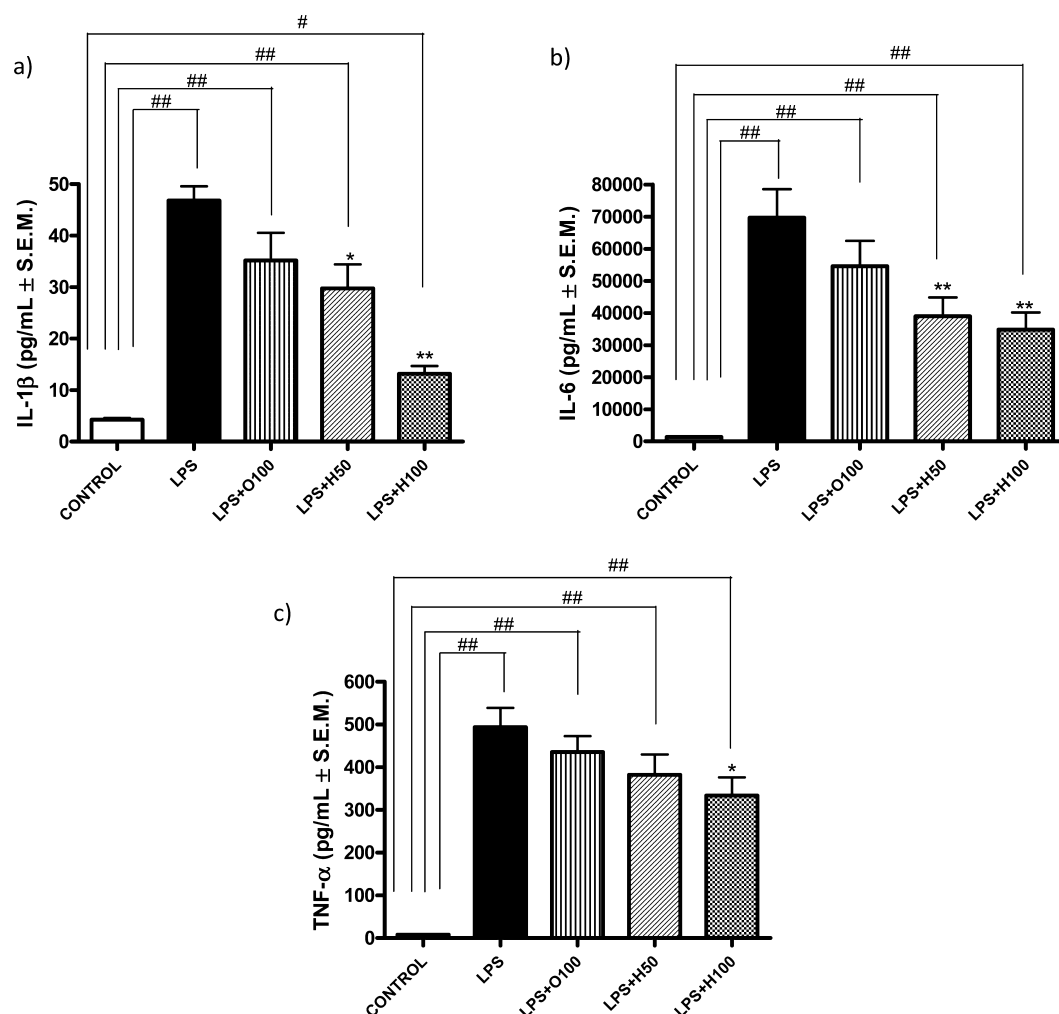 a)
#
##
##
##
IL-1β (pg/mL ± S.E.M.)
50
40
30
20
10
0
*
**
CONTROL
LPS
LPS+O100
LPS+H50
LPS+H100
b)
##
##
##
##
IL-6 (pg/mL ± S.E.M.)
80000
70000
60000
50000
40000
30000
20000
10000
0
**
**
CONTROL
LPS
LPS+O100
LPS+H50
LPS+H100
c)
##
##
##
##
TNF-α (pg/mL ± S.E.M.)
600
500
400
300
200
100
0
*
CONTROL
LPS
LPS+O100
LPS+H50
LPS+H100